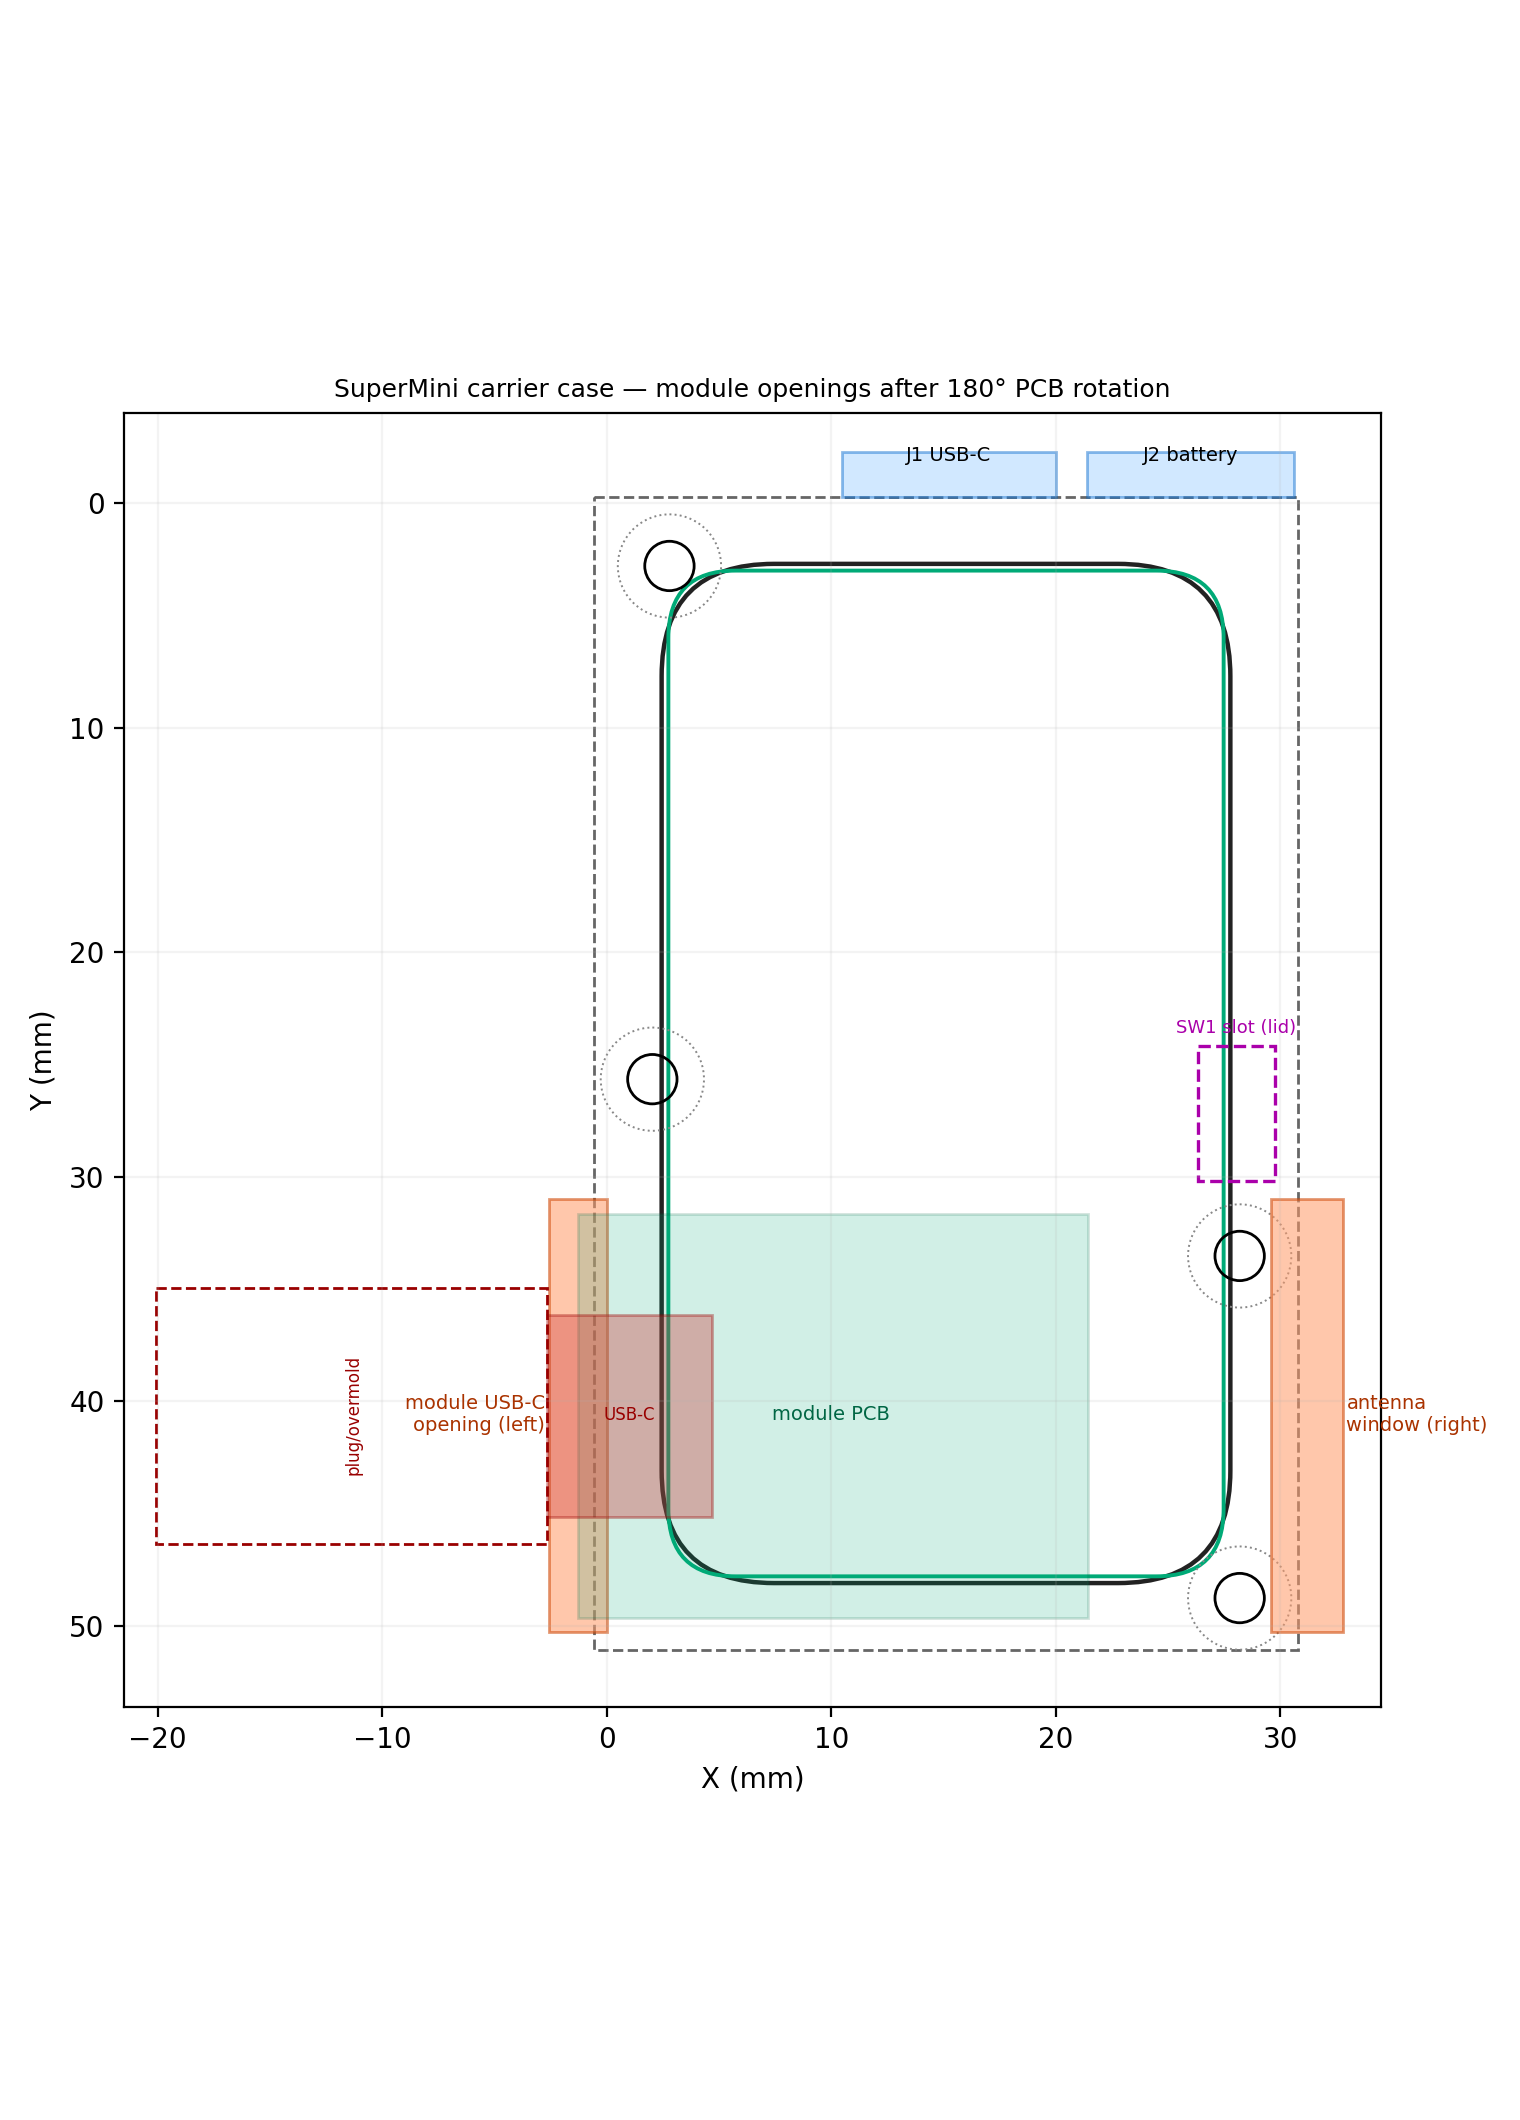 SuperMini carrier case — module openings after 180° PCB rotation
J1 USB-C
J2 battery
0
10
20
30
40
50
Y (mm)
SW1 slot (lid)
plug/overmold
module USB-C
opening (left)
USB-C
module PCB
antenna
window (right)
−20
−10
0
10
20
30
X (mm)